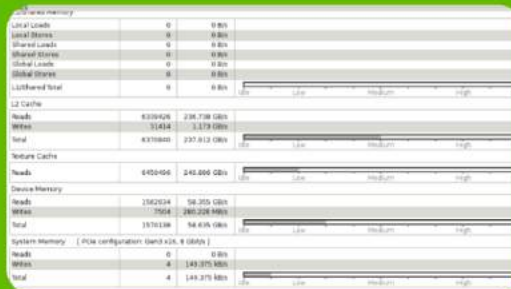 L1/Shared Memory
Local Loads 0 0 B/s
Local Stores 0 0 B/s
Shared Loads 0 0 B/s
Shared Stores 0 0 B/s
Global Loads 0 0 B/s
Global Stores 0 0 B/s
L1/Shared Total 0 0 B/s
Idle Low Medium High
L2 Cache
Reads 6339426 236.738 GB/s
Writes 31414 1.173 GB/s
Total 6370840 237.912 GB/s
Idle Low Medium High
Texture Cache
Reads
Idle Low Medium High
Device Memory
Reads 58.355 GB/s
Writes 7504 280.226 MB/s
Total 58.635 GB/s
Idle Low Medium High
System Memory [ PCIe configuration: Gen3 x16, 8 Gbit/s ]
Reads 0 0 B/s
Writes 4 149.375 kB/s
Total 4 149.375 kB/s
Idle Low Medium High